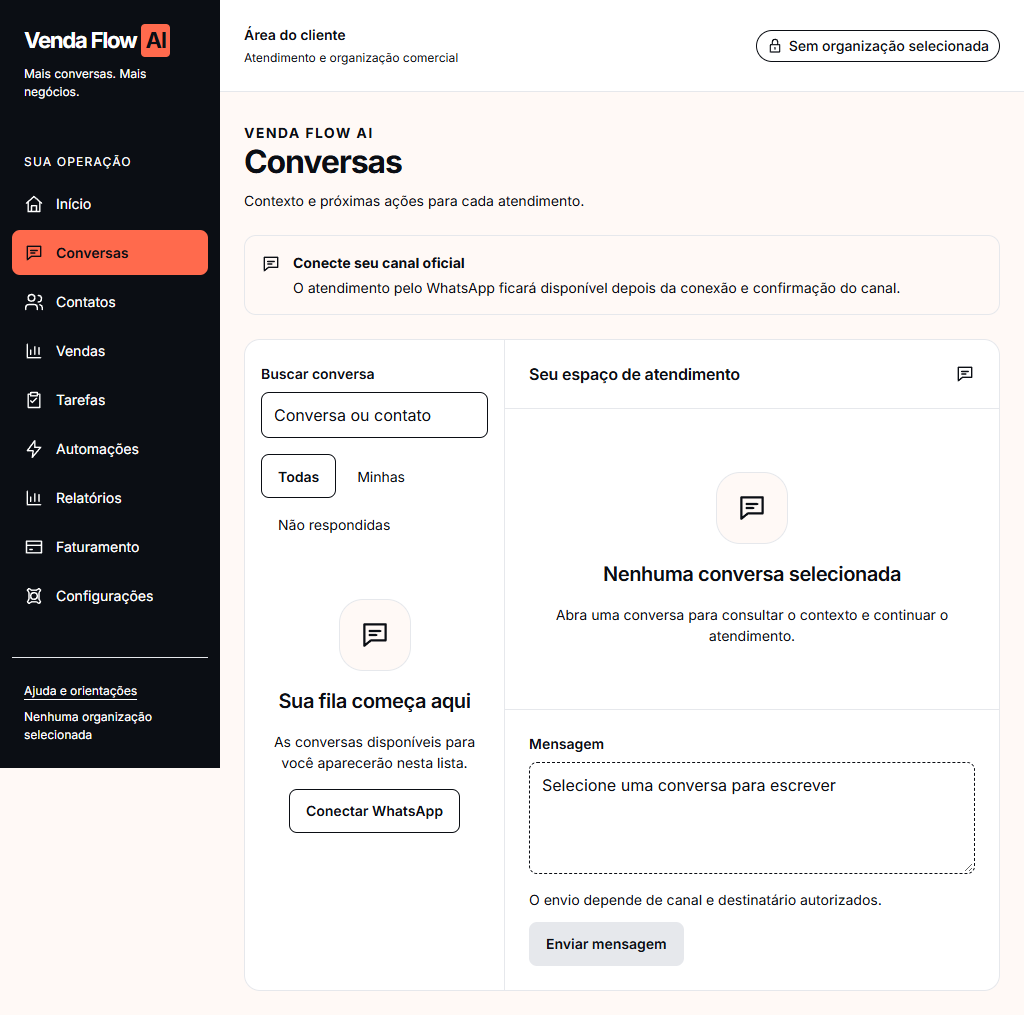 Venda Flow AI
Mais conversas. Mais
negócios.
SUA OPERAÇÃO
Início
Conversas
Contatos
Vendas
Tarefas
Automações
Relatórios
Faturamento
Configurações
Ajuda e orientações
Nenhuma organização
selecionada
Área do cliente
Atendimento e organização comercial
Sem organização selecionada
VENDA FLOW AI
Conversas
Contexto e próximas ações para cada atendimento.
Conecte seu canal oficial
O atendimento pelo WhatsApp ficará disponível depois da conexão e confirmação do canal.
Buscar conversa
Conversa ou contato
Todas
Minhas
Não respondidas
Sua fila começa aqui
As conversas disponíveis para
você aparecerão nesta lista.
Conectar WhatsApp
Seu espaço de atendimento
Nenhuma conversa selecionada
Abra uma conversa para consultar o contexto e continuar o
atendimento.
Mensagem
Selecione uma conversa para escrever
O envio depende de canal e destinatário autorizados.
Enviar mensagem